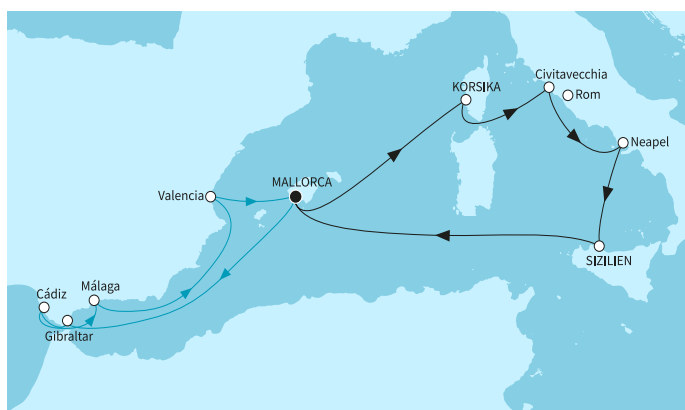 Civitavecchia
KORSIKA
Rom
Neapel
MALLORCA
Valencia
SIZILIEN
Málaga
Cádiz
Gibraltar